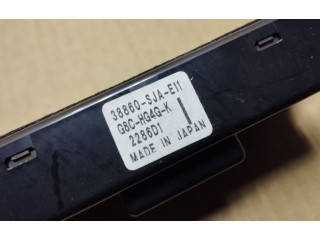 38860-SJA-E11
G8C-HG4G-K
2286D1
MADE IN JAPAN